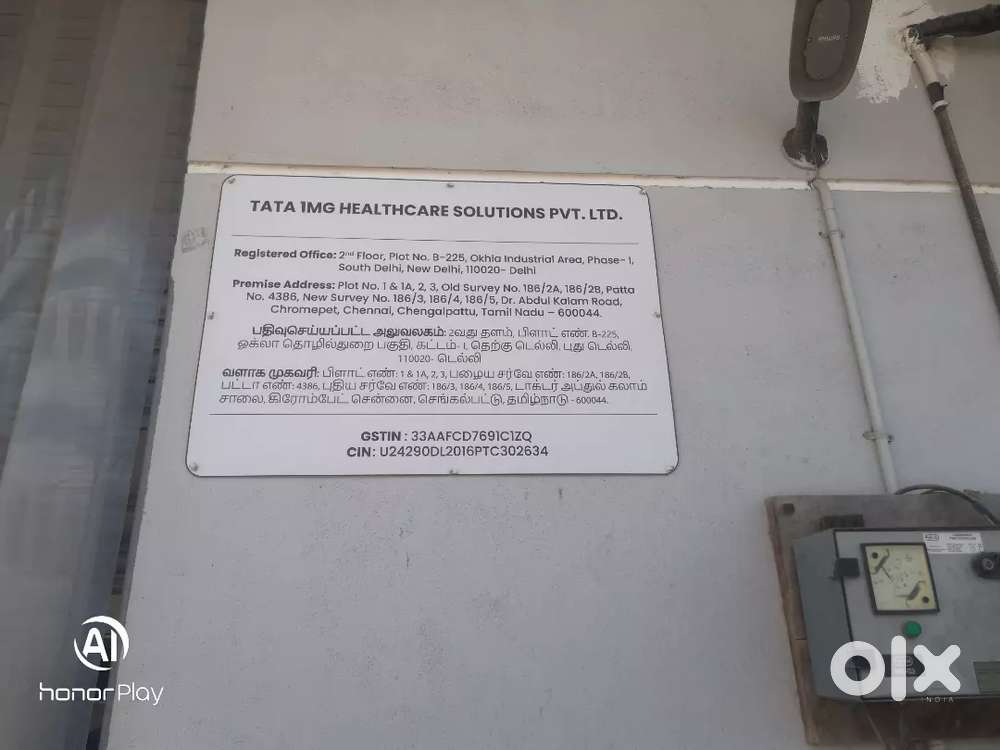 PHILIPS
TATA 1MG HEALTHCARE SOLUTIONS PVT. LTD.
Registered Office: 2nd Floor, Plot No. B-225, Okhla Industrial Area, Phase- 1,
South Delhi, New Delhi, 110020- Delhi
Premise Address: Plot No. 1 & 1A, 2, 3, Old Survey No. 186/2A, 186/2B, Patta
No. 4386, New Survey No. 186/3, 186/4, 186/5, Dr. Abdul Kalam Road,
Chromepet, Chennai, Chengalpattu, Tamil Nadu – 600044.
பதிவுசெய்யப்பட்ட அலுவலகம்: 2வது தளம், பிளாட் எண். B-225,
ஒக்லா தொழில்துறை பகுதி, கட்டம்- I, தெற்கு டெல்லி, புது டெல்லி,
110020- டெல்லி
வளாக முகவரி: பிளாட் எண்: 1 & 1A, 2, 3, பழைய சர்வே எண்: 186/2A, 186/2B,
பட்டா எண்: 4386, புதிய சர்வே எண்: 186/3, 186/4, 186/5, டாக்டர் அப்துல் கலாம்
சாலை, கிரோம்பேட், சென்னை, செங்கல்பட்டு, தமிழ்நாடு - 600044.
GSTIN : 33AAFCD7691C1ZQ
CIN: U24290DL2016PTC302634
AI
honor Play
olx
INDIA